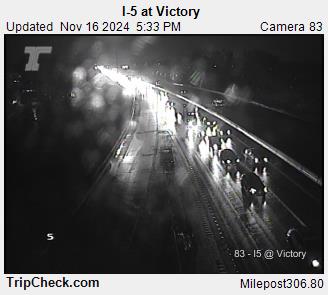 I-5 at Victory
Updated Nov 16 2024 5:33 PM Camera 83
T
S
83 - I5 @ Victory
TripCheck.com Milepost306.80